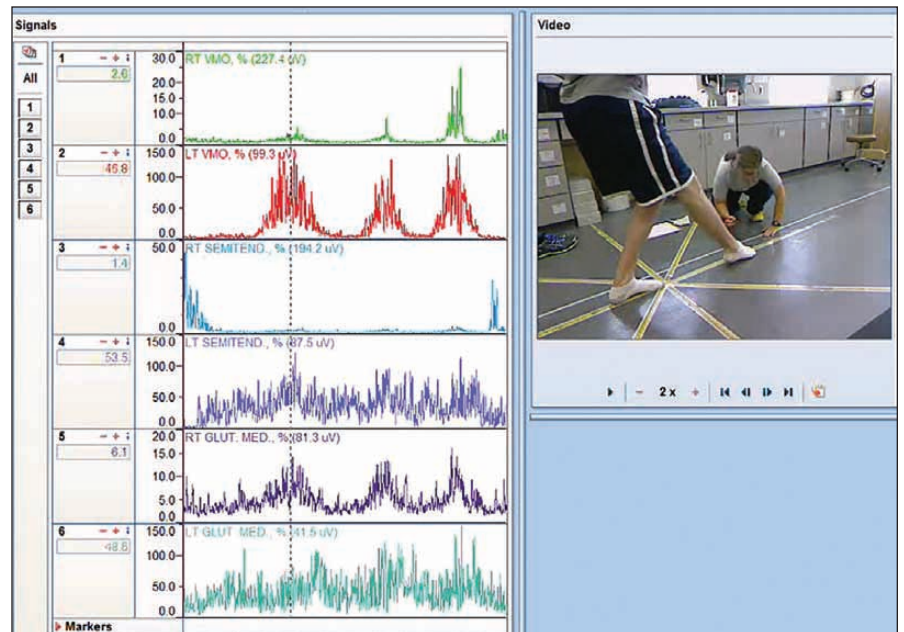 Signals
Video
All
1
2
3
4
5
6
1 - + i
2.6
30.0
20.0
15.0
10.0
0.0
RT VMO, % (227.4 uV)
2 - + i
45.8
150.0
100.0
50.0
0.0
LT VMO, % (99.3 uV)
3 - + i
1.4
50.0
0.0
RT SEMITEND., % (194.2 uV)
4 - + i
53.5
150.0
100.0
50.0
0.0
LT SEMITEND., % (87.5 uV)
5 - + i
6.1
20.0
15.0
10.0
5.0
0.0
RT GLUT. MED., % (81.3 uV)
6 - + i
48.6
150.0
100.0
50.0
0.0
LT GLUT. MED., % (41.5 uV)
Markers
- 2 x +